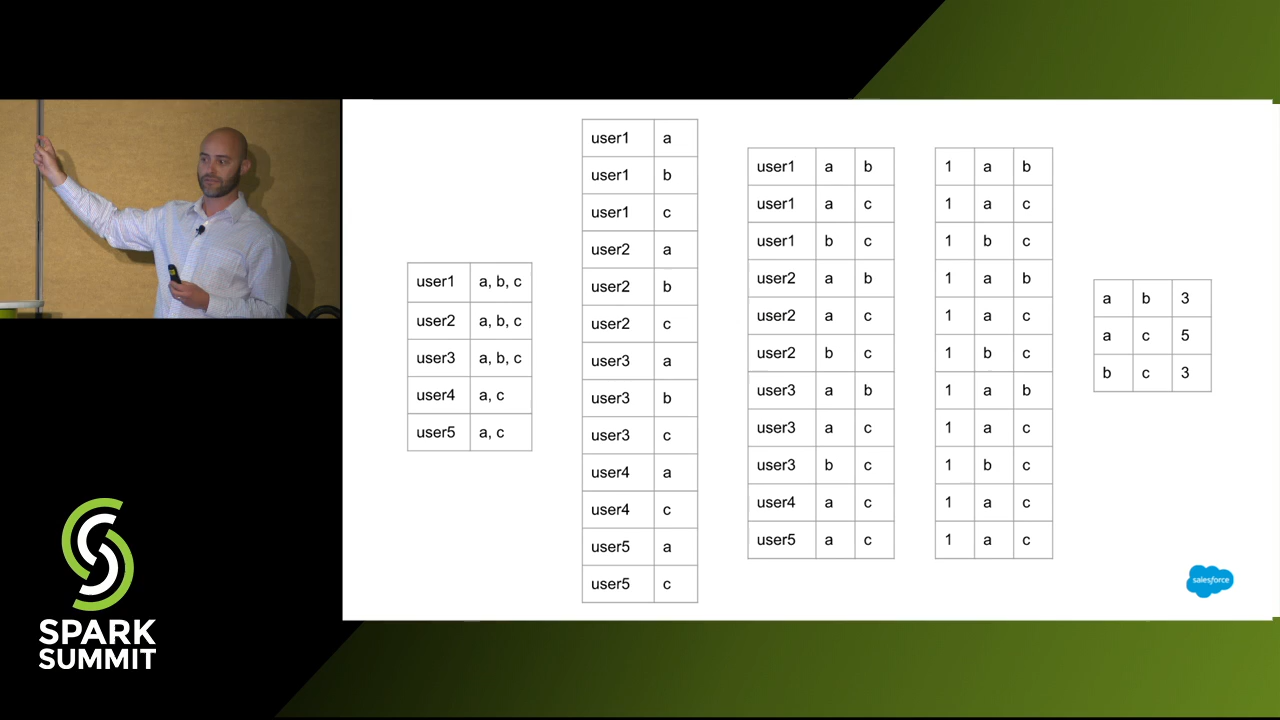 user1 a, b, c
user2 a, b, c
user3 a, b, c
user4 a, c
user5 a, c
user1 a
user1 b
user1 c
user2 a
user2 b
user2 c
user3 a
user3 b
user3 c
user4 a
user4 c
user5 a
user5 c
user1 a b
user1 a c
user1 b c
user2 a b
user2 a c
user2 b c
user3 a b
user3 a c
user3 b c
user4 a c
user5 a c
1 a b
1 a c
1 b c
1 a b
1 a c
1 b c
1 a b
1 a c
1 b c
1 a c
1 a c
a b 3
a c 5
b c 3
salesforce
SPARK
SUMMIT